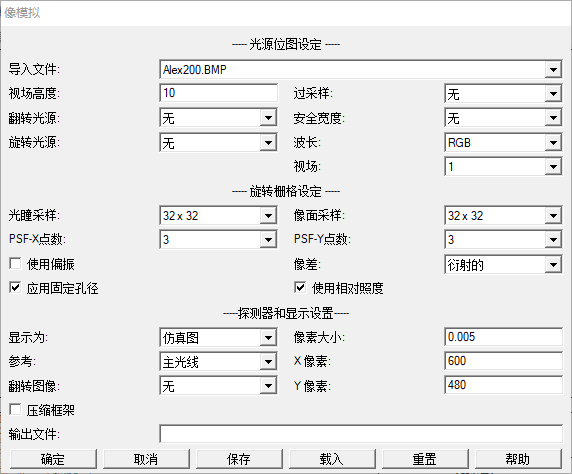 像模拟
----- 光源位图设定 -----
导入文件: Alex200.BMP
视场高度: 10 过采样: 无
翻转光源: 无 安全宽度: 无
旋转光源: 无 波长: RGB
视场: 1
----- 旋转栅格设定 -----
光瞳采样: 32 x 32 像面采样: 32 x 32
PSF-X点数: 3 PSF-Y点数: 3
使用偏振 像差: 衍射的
应用固定孔径 使用相对照度
-----探测器和显示设置-----
显示为: 仿真图 像素大小: 0.005
参考: 主光线 X 像素: 600
翻转图像: 无 Y 像素: 480
压缩框架
输出文件:
确定 取消 保存 载入 重置 帮助